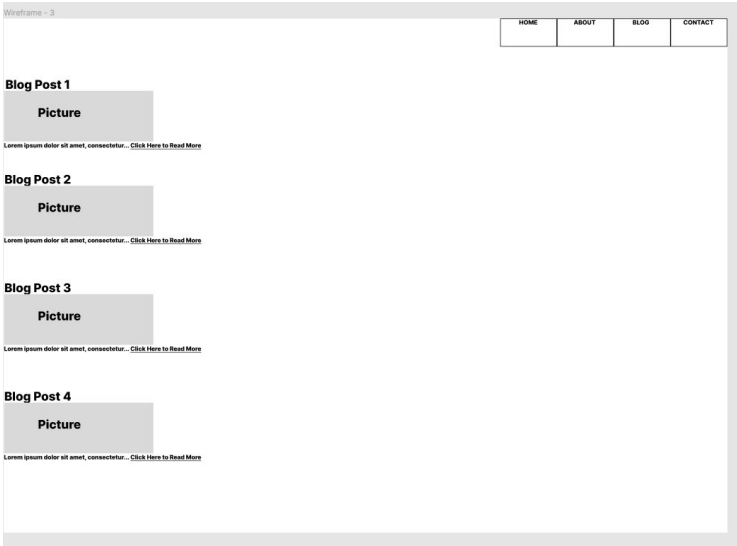 Wireframe - 3
HOME ABOUT BLOG CONTACT
Blog Post 1
Picture
Lorem ipsum dolor sit amet, consectetur... Click Here to Read More
Blog Post 2
Picture
Lorem ipsum dolor sit amet, consectetur... Click Here to Read More
Blog Post 3
Picture
Lorem ipsum dolor sit amet, consectetur... Click Here to Read More
Blog Post 4
Picture
Lorem ipsum dolor sit amet, consectetur... Click Here to Read More